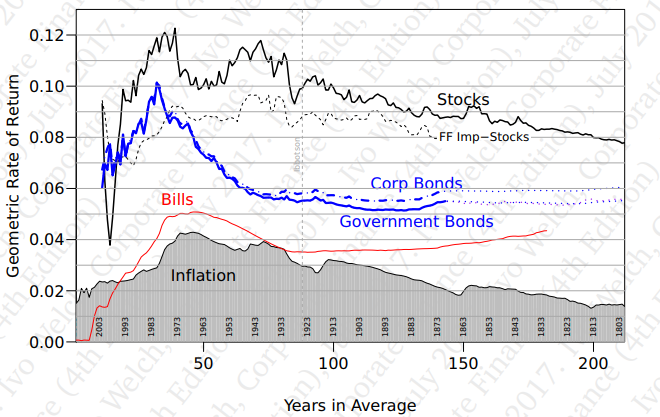 0.12
0.10
0.08
0.06
0.04
0.02
0.00
Geometric Rate of Return
Stocks
FF Imp−Stocks
Corp Bonds
Government Bonds
Bills
Inflation
2003 1993 1983 1973 1963 1953 1943 1933 1923 1913 1903 1893 1883 1873 1863 1853 1843 1833 1823 1813 1803
50 100 150 200
Years in Average